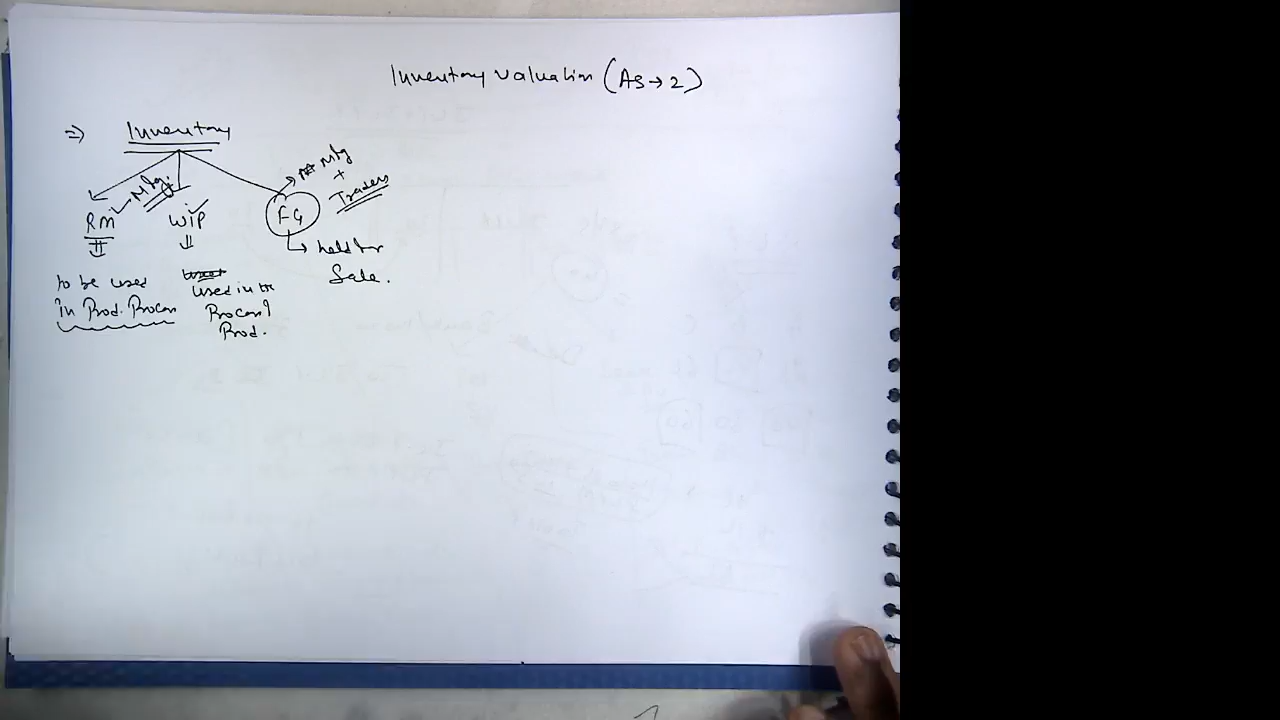 Inventory Valuation (AS→2)
⇒ Inventory
Mfg.
Mfg
+
Traders
RM
WIP
FG
held for
Sale.
to be used
in Prod. Process
used in the
Process of
Prod.